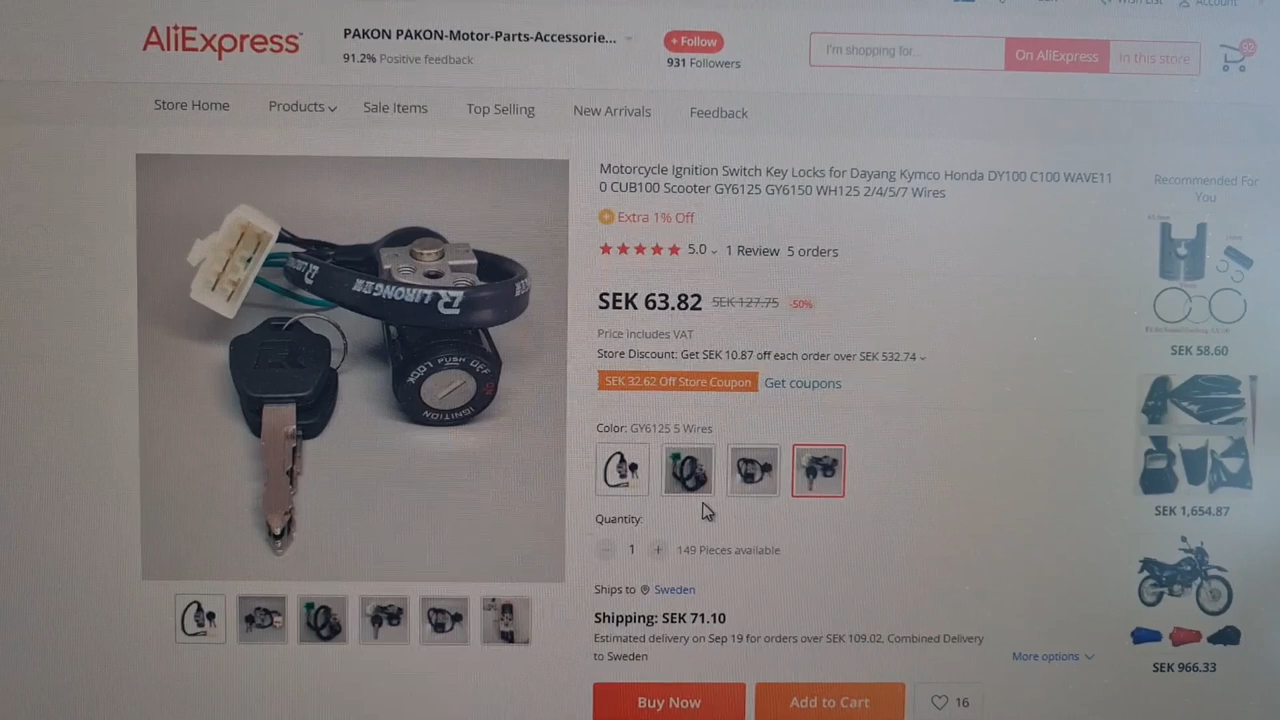 Account
AliExpress
PAKON PAKON-Motor-Parts-Accessorie...
91.2% Positive feedback
+ Follow
931 Followers
I'm shopping for...
On AliExpress
In this store
Store Home
Products
Sale Items
Top Selling
New Arrivals
Feedback
LIRONG
LOCK PUSH OFF ON
IGNITION
Motorcycle Ignition Switch Key Locks for Dayang Kymco Honda DY100 C100 WAVE11
0 CUB100 Scooter GY6125 GY6150 WH125 2/4/5/7 Wires
Extra 1% Off
5.0
1 Review
5 orders
SEK 63.82
SEK 127.75
-50%
Price includes VAT
Store Discount: Get SEK 10.87 off each order over SEK 532.74
SEK 32.62 Off Store Coupon
Get coupons
Color: GY6125 5 Wires
Quantity:
1
149 Pieces available
Ships to
Sweden
Shipping: SEK 71.10
Estimated delivery on Sep 19 for orders over SEK 109.02, Combined Delivery
to Sweden
More options
Buy Now
Add to Cart
16
Recommended For
You
SEK 58.60
SEK 1,654.87
SEK 966.33